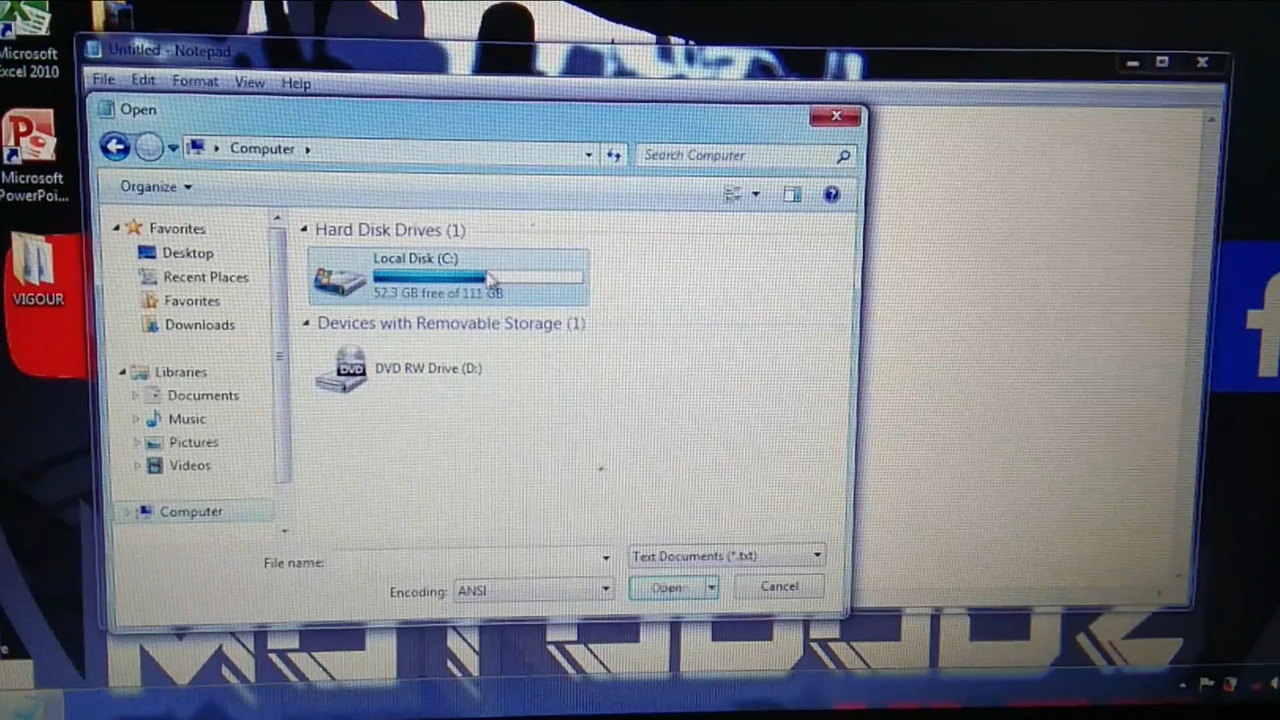 Microsoft
Excel 2010
Microsoft
PowerPoi...
VIGOUR
Untitled - Notepad
File Edit Format View Help
Open
Computer
Search Computer
Organize
Favorites
Desktop
Recent Places
Favorites
Downloads
Libraries
Documents
Music
Pictures
Videos
Computer
Hard Disk Drives (1)
Local Disk (C:)
52.3 GB free of 111 GB
Devices with Removable Storage (1)
DVD
DVD RW Drive (D:)
File name:
Text Documents (*.txt)
Encoding: ANSI
Open
Cancel
f